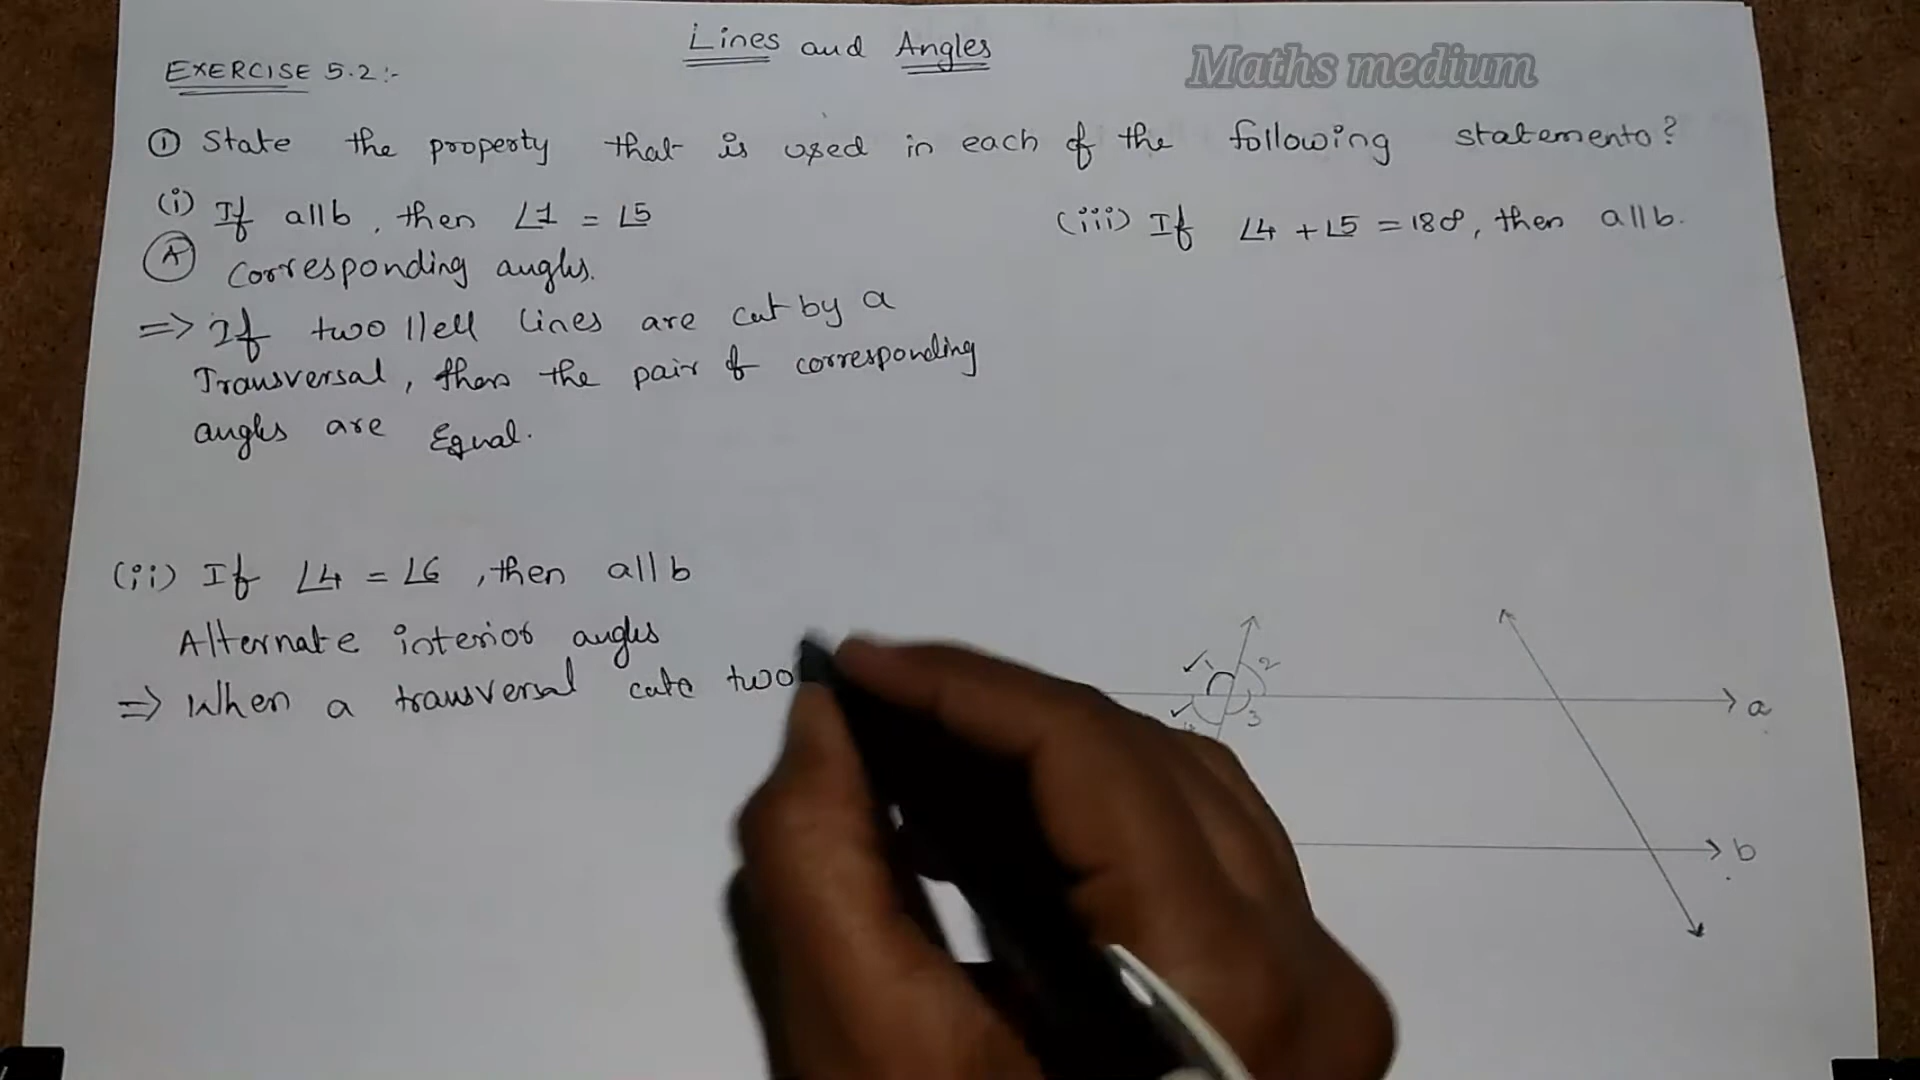 Lines and Angles
Maths medium
EXERCISE 5.2:-
① State the property that is used in each of the following statements?
(i) If a||b, then ∠1 = ∠5
(A) Corresponding angles.
=> If two ||ell lines are cut by a
Transversal, then the pair of corresponding
angles are Equal.
(ii) If ∠4 = ∠6, then a||b
Alternate interior angles
=> When a transversal cuts two
(iii) If ∠4 + ∠5 = 180, then a||b.
1 2
3
a
b